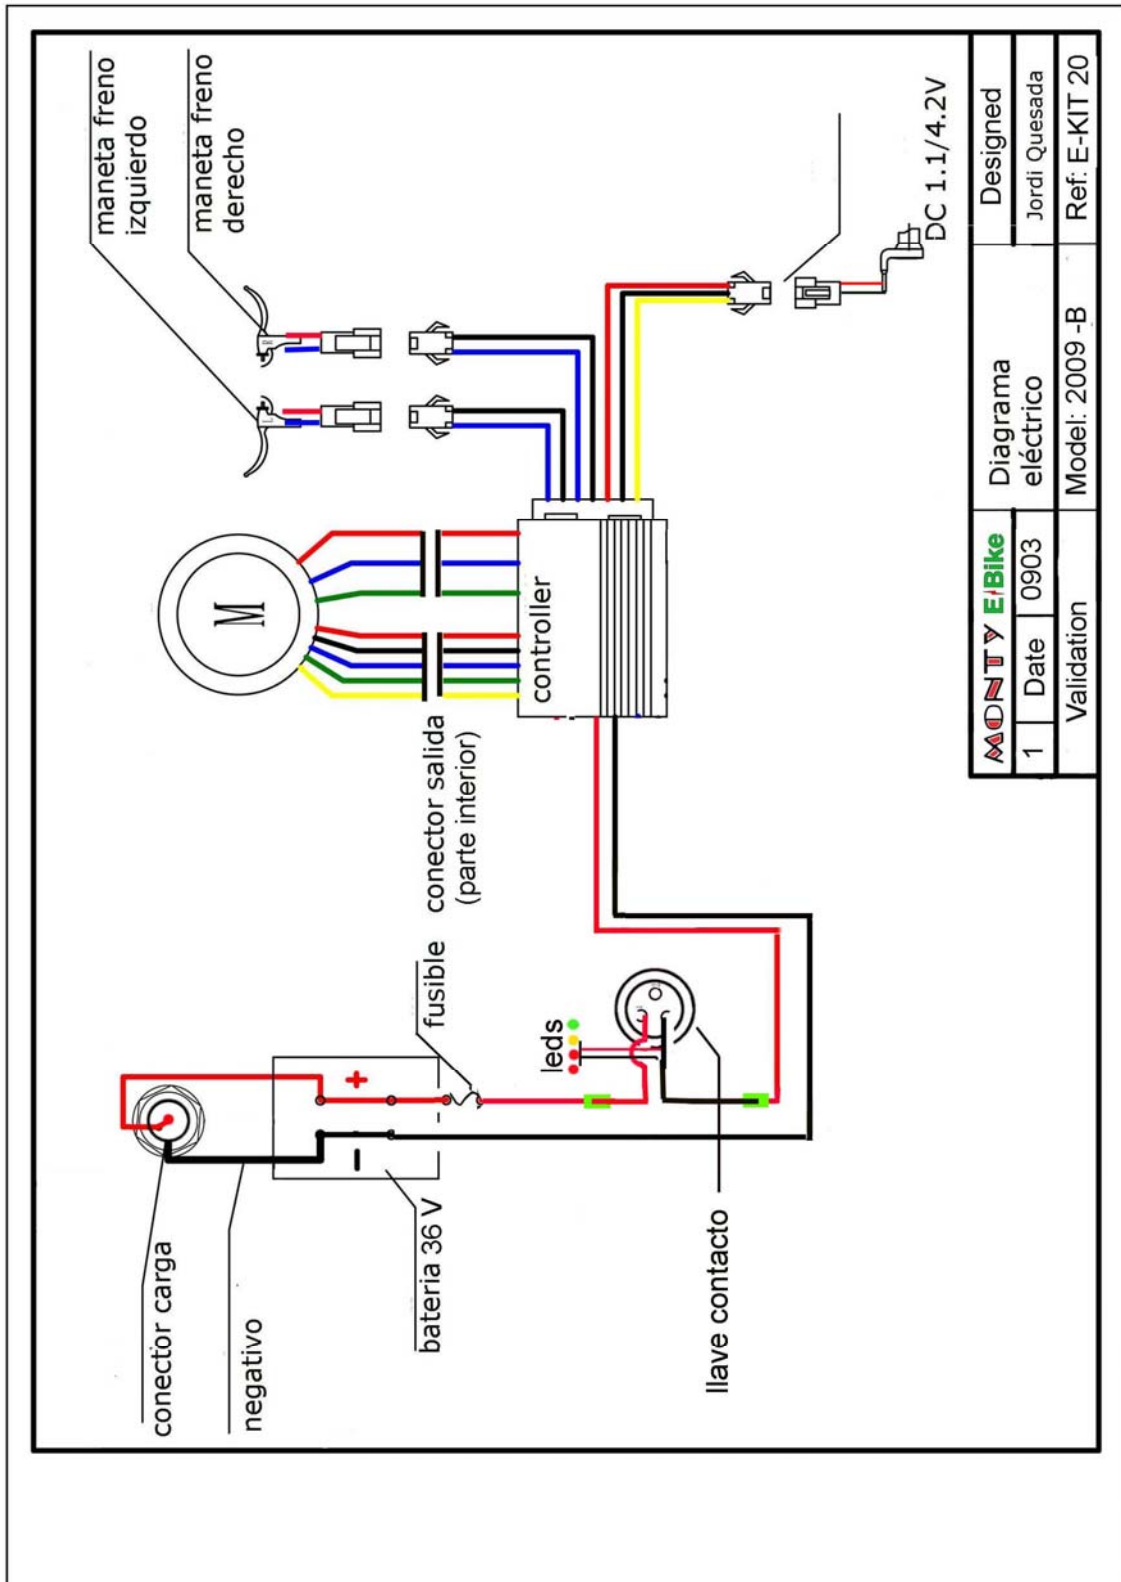 conector carga
negativo
bateria 36 V
fusible
conector salida
(parte interior)
maneta freno
izquierdo
maneta freno
derecho
L
R
M
controller
+
−
leds
llave contacto
DC 1.1/4.2V
MONTY E/Bike
Diagrama
eléctrico
Designed
1
Date
0903
Jordi Quesada
Validation
Model: 2009 -B
Ref: E-KIT 20